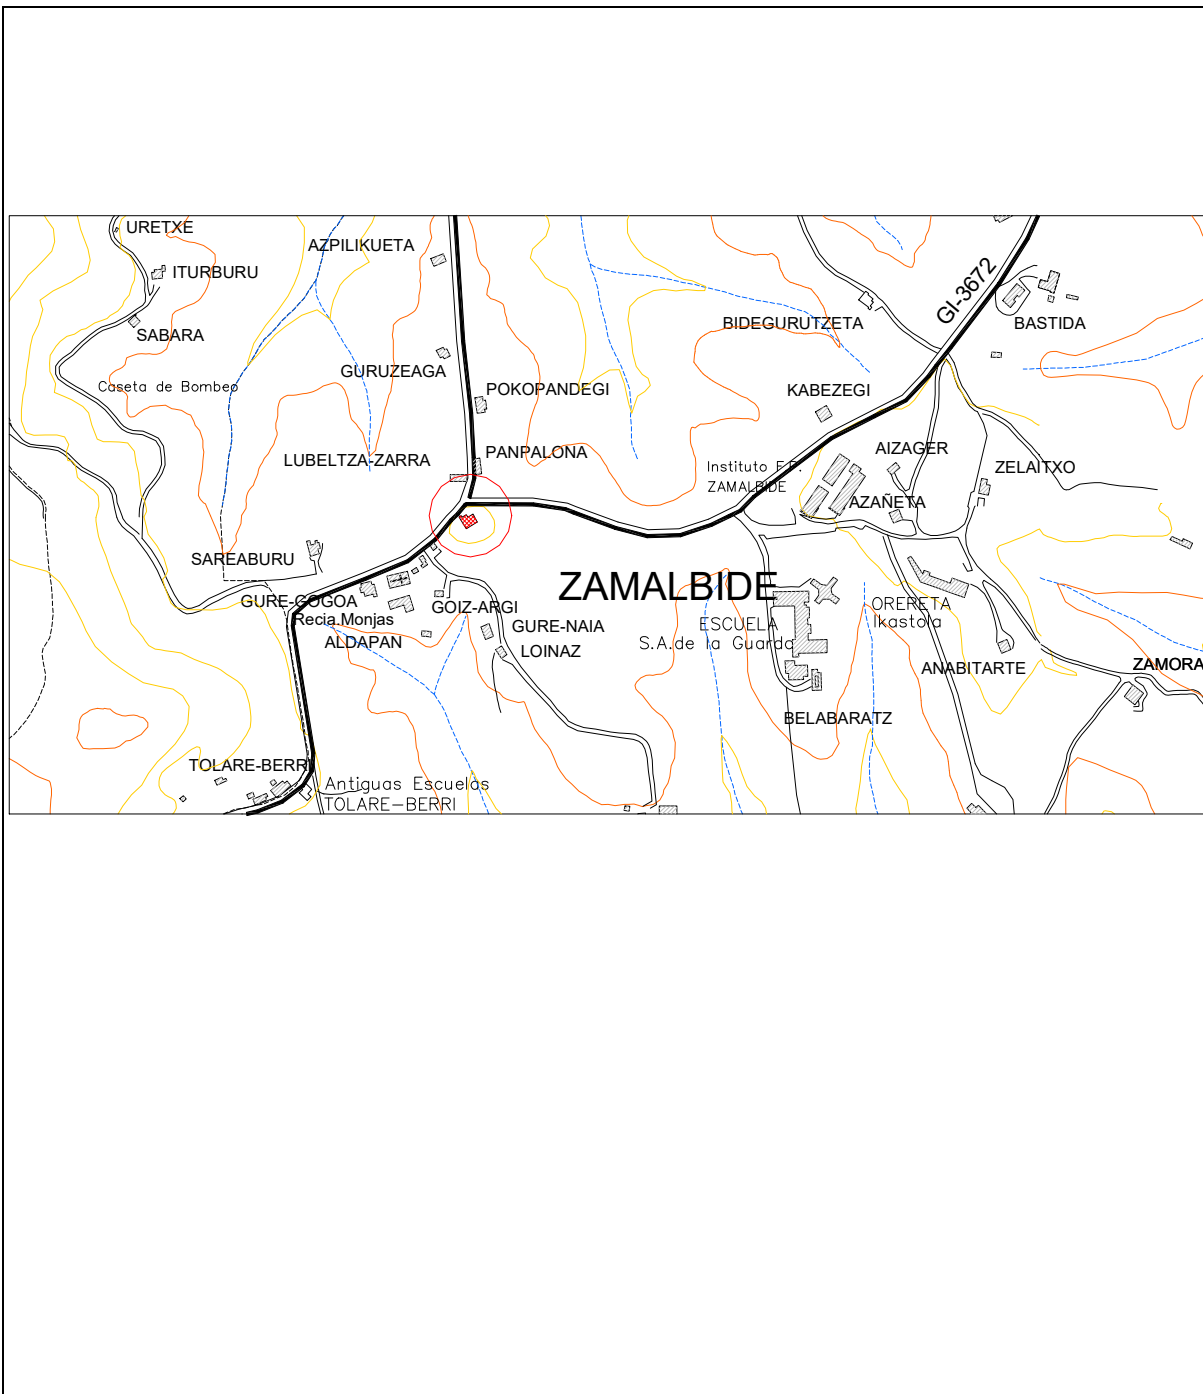 URETXE
AZPILIKUETA
ITURBURU
GI-3672
SABARA
BIDEGURUTZETA
BASTIDA
Caseta de Bombeo
GURUZEAGA
POKOPANDEGI
KABEZEGI
LUBELTZA-ZARRA
PANPALONA
AIZAGER
Instituto F.P.
ZAMALBIDE
ZELAITXO
AZAÑETA
SAREABURU
ZAMALBIDE
GURE-GOGOA
Recia.Monjas
GOIZ-ARGI
ORERETA
Ikastola
ALDAPAN
GURE-NAIA
ESCUELA
S.A.de la Guarda
LOINAZ
ANABITARTE
ZAMORA
BELABARATZ
TOLARE-BERRI
Antiguas Escuelas
TOLARE-BERRI